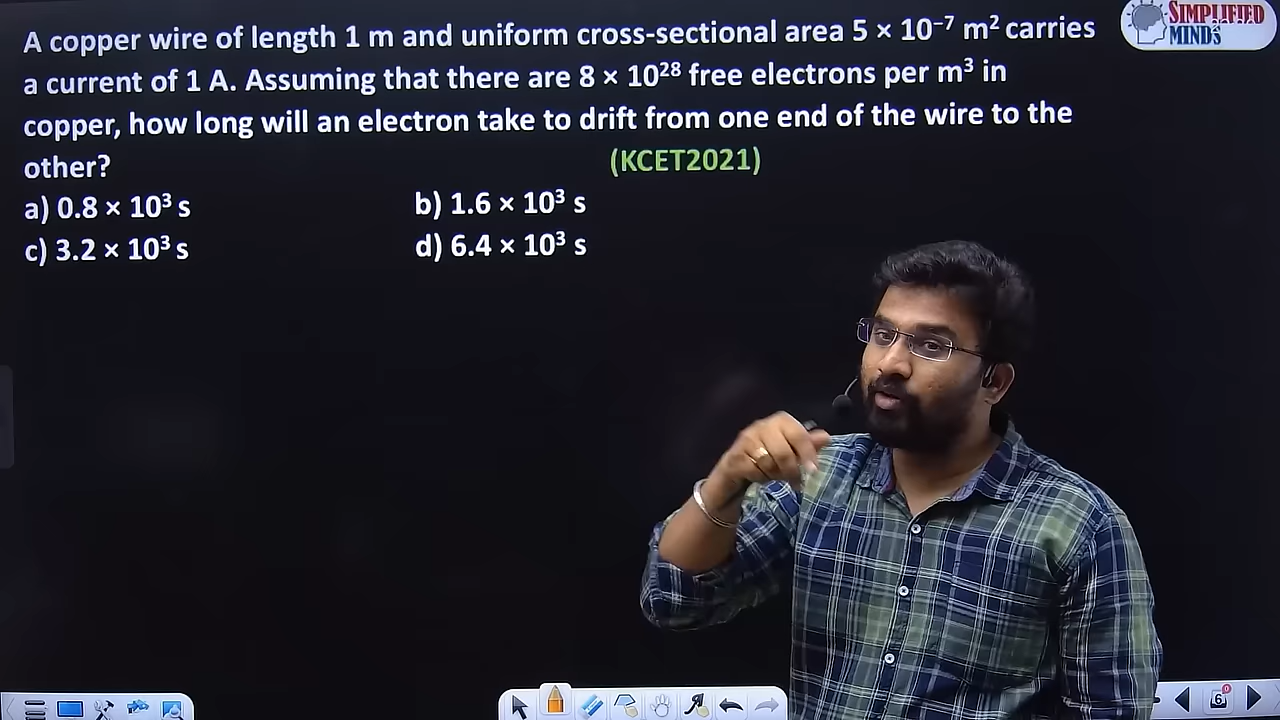 A copper wire of length 1 m and uniform cross-sectional area 5 × 10⁻⁷ m² carries
a current of 1 A. Assuming that there are 8 × 10²⁸ free electrons per m³ in
copper, how long will an electron take to drift from one end of the wire to the
other? (KCET2021)
a) 0.8 × 10³ s b) 1.6 × 10³ s
c) 3.2 × 10³ s d) 6.4 × 10³ s
SIMPLIFIED
MINDS